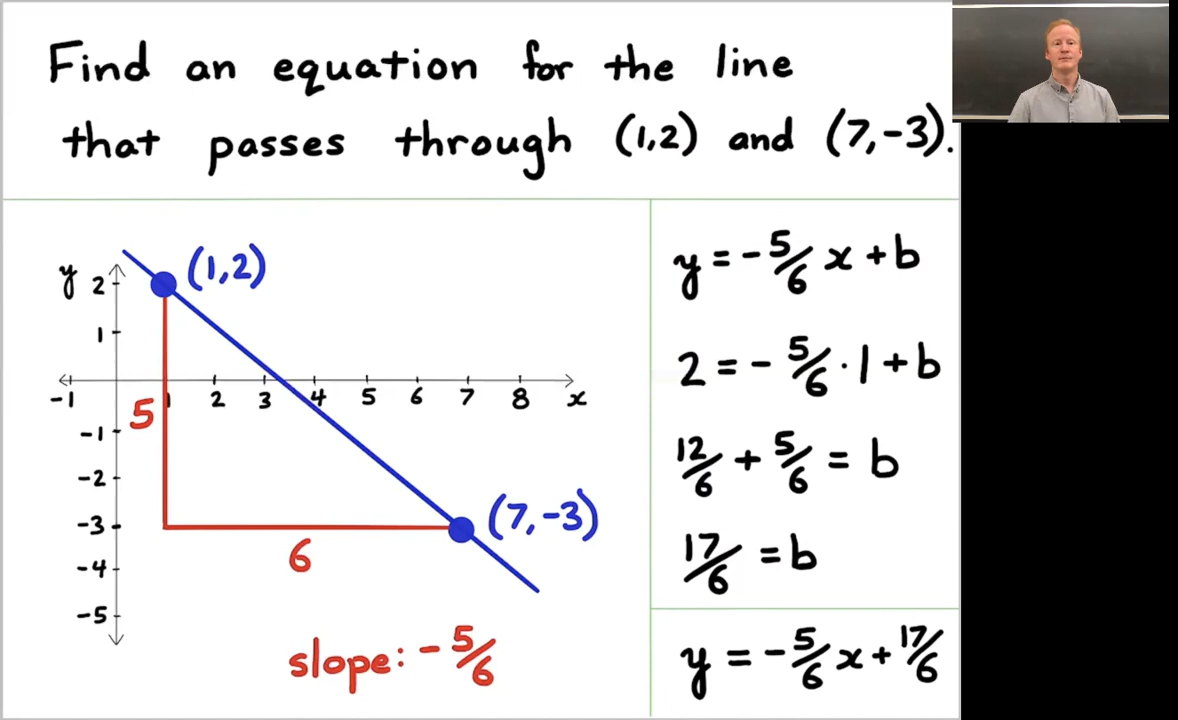 Find an equation for the line
that passes through (1,2) and (7,-3).
y
2
(1,2)
1
-1 1 2 3 4 5 6 7 8 x
5
-1
-2
-3
(7,-3)
6
-4
-5
slope: -5/6
y = -5/6 x + b
2 = -5/6 · 1 + b
12/6 + 5/6 = b
17/6 = b
y = -5/6 x + 17/6